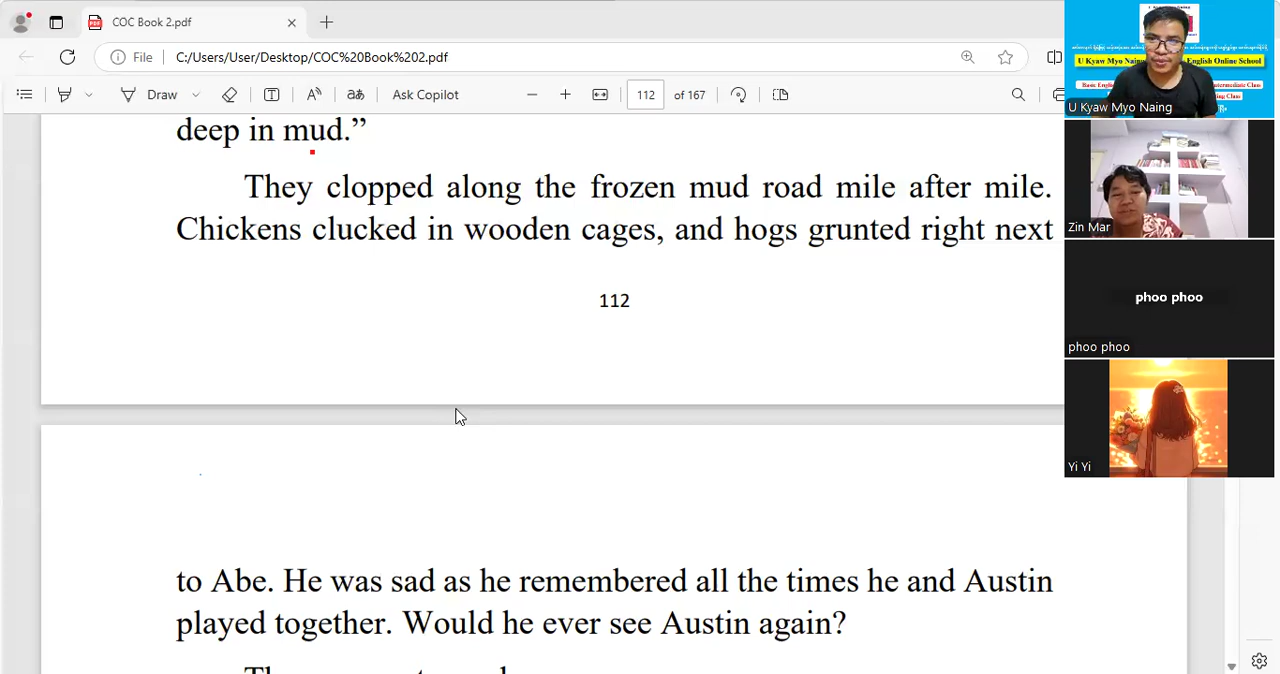 COC Book 2.pdf
File C:/Users/User/Desktop/COC%20Book%202.pdf
Draw Ask Copilot 112 of 167
deep in mud.”
They clopped along the frozen mud road mile after mile.
Chickens clucked in wooden cages, and hogs grunted right next
112
to Abe. He was sad as he remembered all the times he and Austin
played together. Would he ever see Austin again?
U Kyaw Myo Naing
English Online School
U Kyaw Myo Naing
Zin Mar
phoo phoo
phoo phoo
Yi Yi